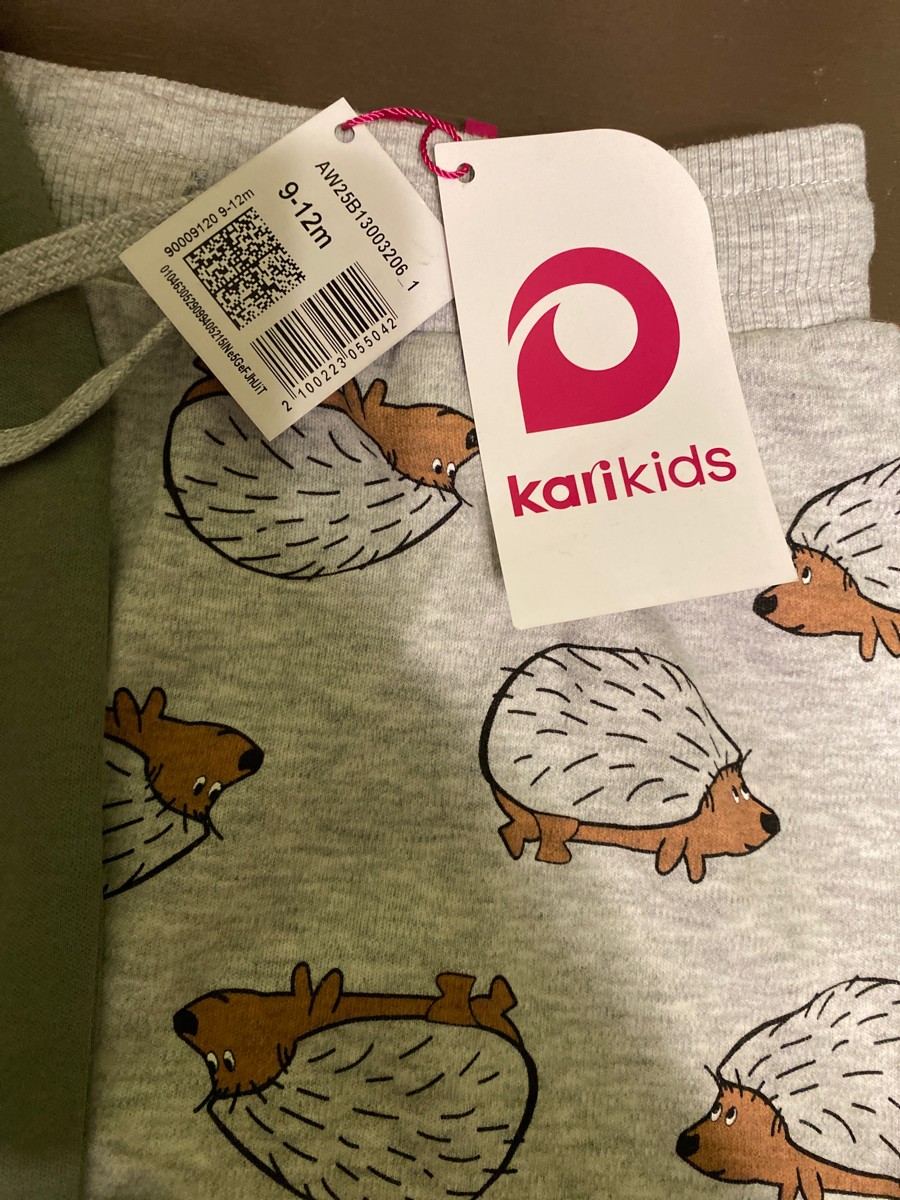 AW25B13003206_1
9-12m
90009120 9-12m
2 100223 055042
karikids